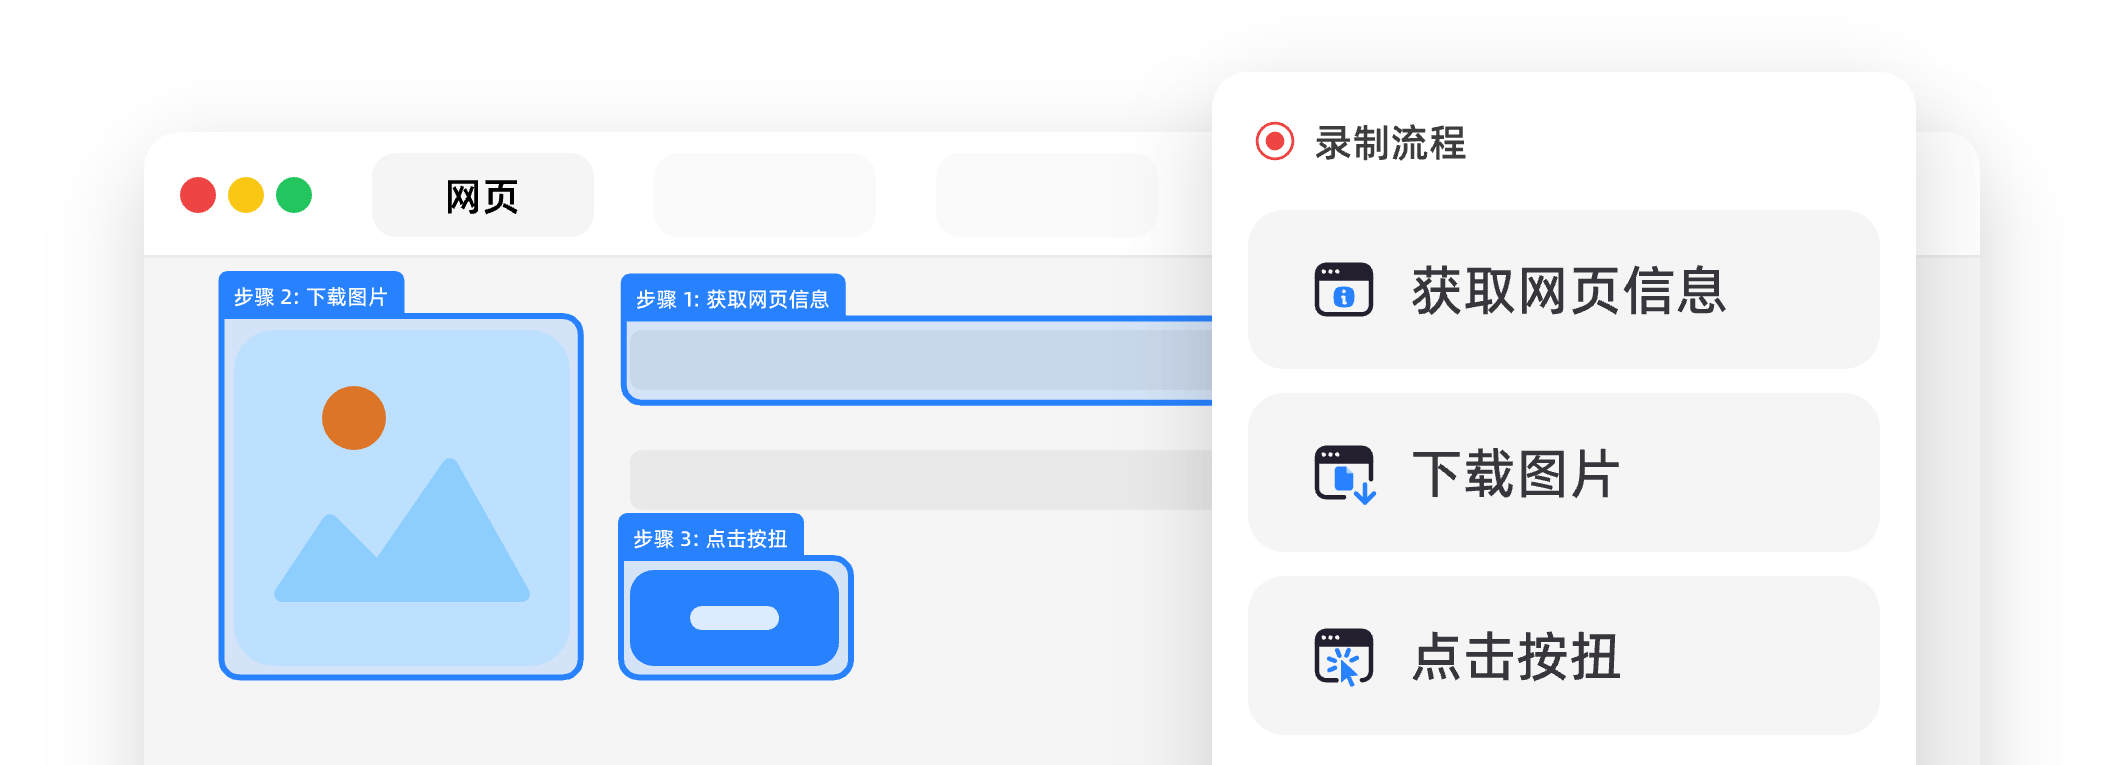 网页
步骤 2: 下载图片
步骤 1: 获取网页信息
步骤 3: 点击按扭
录制流程
获取网页信息
下载图片
点击按扭